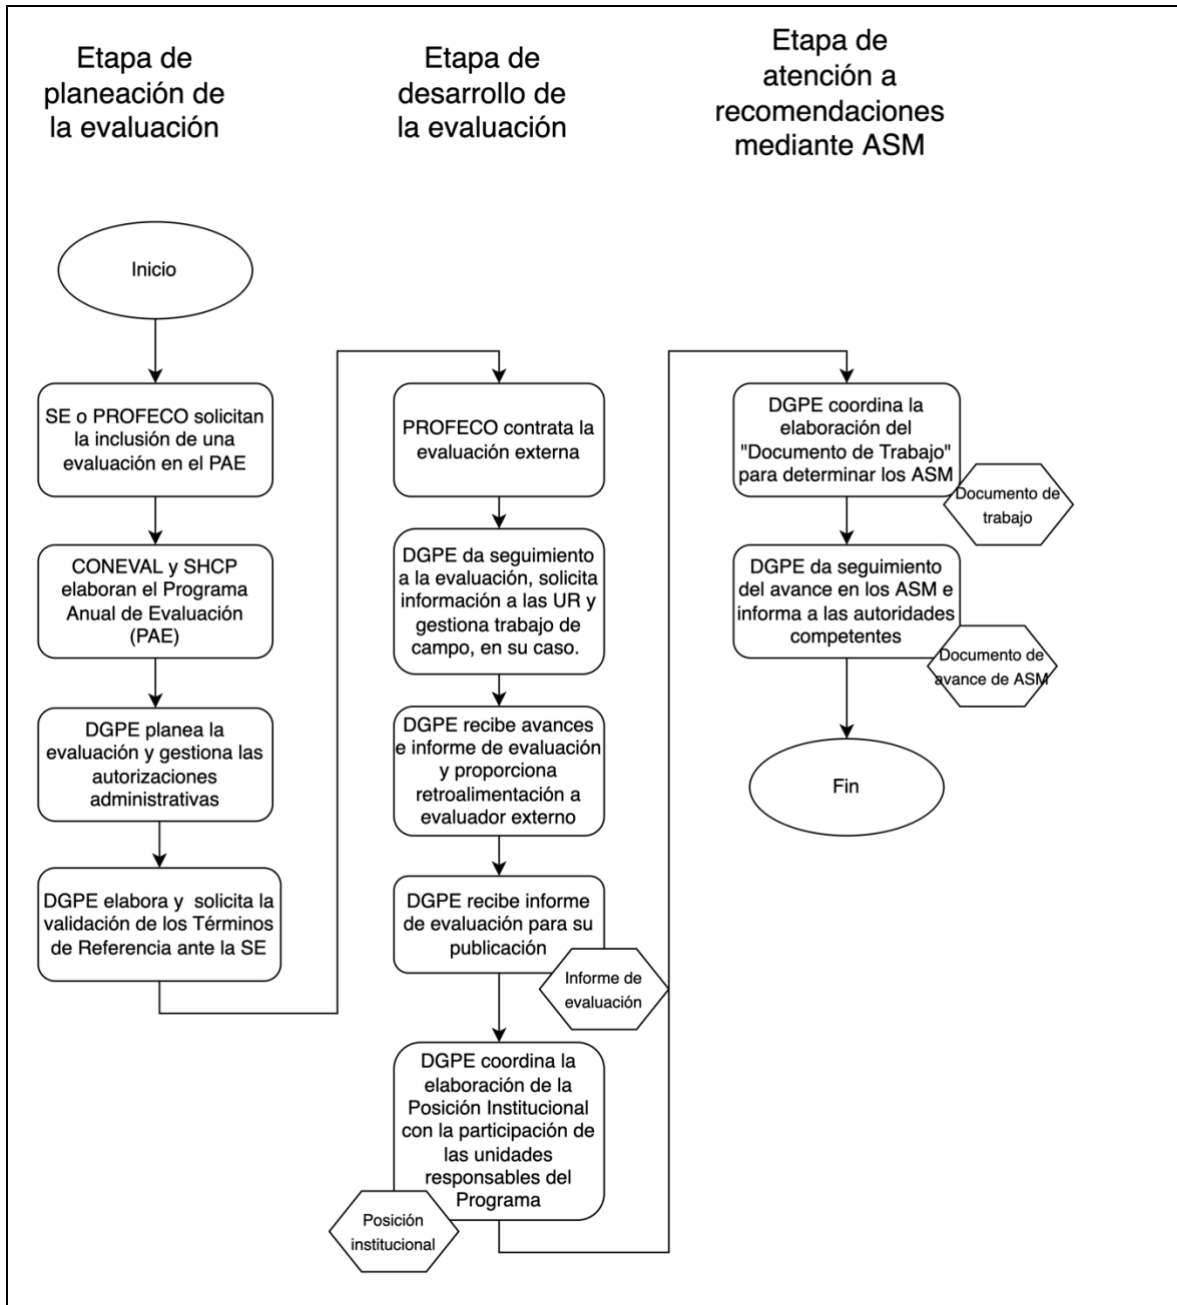 Etapa de
planeación de
la evaluación
Inicio
SE o PROFECO solicitan
la inclusión de una
evaluación en el PAE
CONEVAL y SHCP
elaboran el Programa
Anual de Evaluación
(PAE)
DGPE planea la
evaluación y gestiona las
autorizaciones
administrativas
DGPE elabora y  solicita la
validación de los Términos
de Referencia ante la SE
Etapa de
desarrollo de
la evaluación
PROFECO contrata la
evaluación externa
DGPE da seguimiento
a la evaluación, solicita
información a las UR y
gestiona trabajo de
campo, en su caso.
DGPE recibe avances
e informe de evaluación
y proporciona
retroalimentación a
evaluador externo
DGPE recibe informe
de evaluación para su
publicación
Informe de
evaluación
DGPE coordina la
elaboración de la
Posición Institucional
con la participación de
las unidades
responsables del
Programa
Posición
institucional
Etapa de
atención a
recomendaciones
mediante ASM
DGPE coordina la
elaboración del
"Documento de Trabajo"
para determinar los ASM
Documento de
trabajo
DGPE da seguimiento
del avance en los ASM e
informa a las autoridades
competentes
Documento de
avance de ASM
Fin